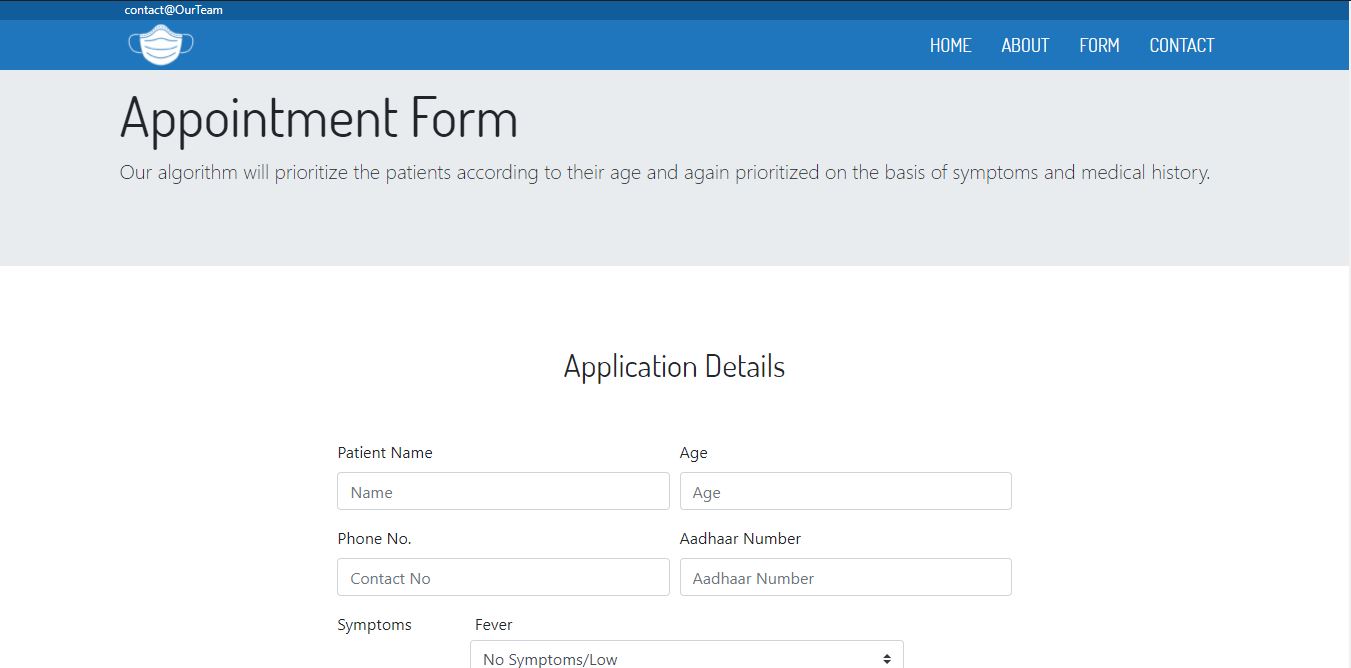 contact@OurTeam
HOME ABOUT FORM CONTACT
Appointment Form
Our algorithm will prioritize the patients according to their age and again prioritized on the basis of symptoms and medical history.
Application Details
Patient Name Age
Name Age
Phone No. Aadhaar Number
Contact No Aadhaar Number
Symptoms Fever
No Symptoms/Low